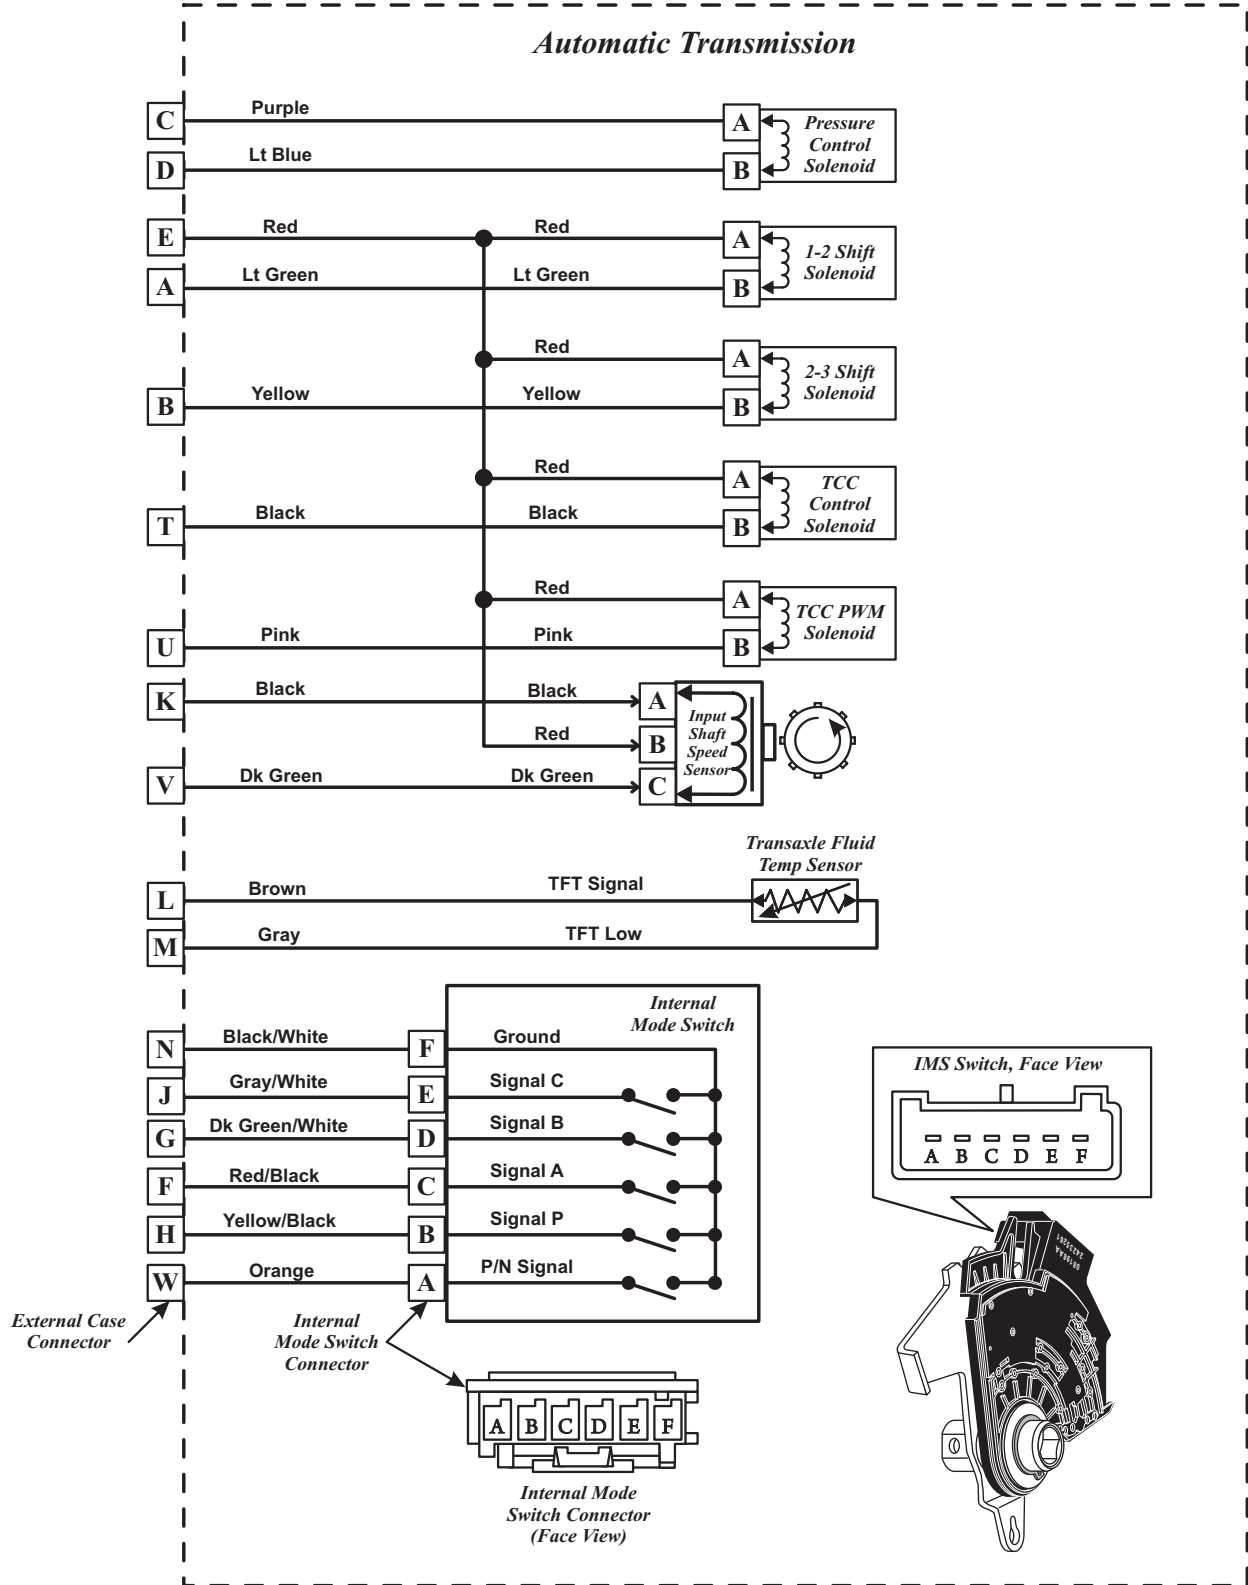 Automatic Transmission
C Purple A Pressure
Control
D Lt Blue B Solenoid
E Red Red A 1-2 Shift
A Lt Green Lt Green B Solenoid
Red A 2-3 Shift
B Yellow Yellow B Solenoid
Red A TCC
Control
T Black Black B Solenoid
Red A TCC PWM
U Pink Pink B Solenoid
K Black Black A Input
Shaft
Red B Speed
V Dk Green Dk Green C Sensor
Transaxle Fluid
Temp Sensor
L Brown TFT Signal
M Gray TFT Low
Internal
Mode Switch
N Black/White F Ground
J Gray/White E Signal C
G Dk Green/White D Signal B
F Red/Black C Signal A
H Yellow/Black B Signal P
W Orange A P/N Signal
IMS Switch, Face View
A B C D E F
08198AA
24235261
External Case
Connector
Internal
Mode Switch
Connector
A B C D E F
Internal Mode
Switch Connector
(Face View)